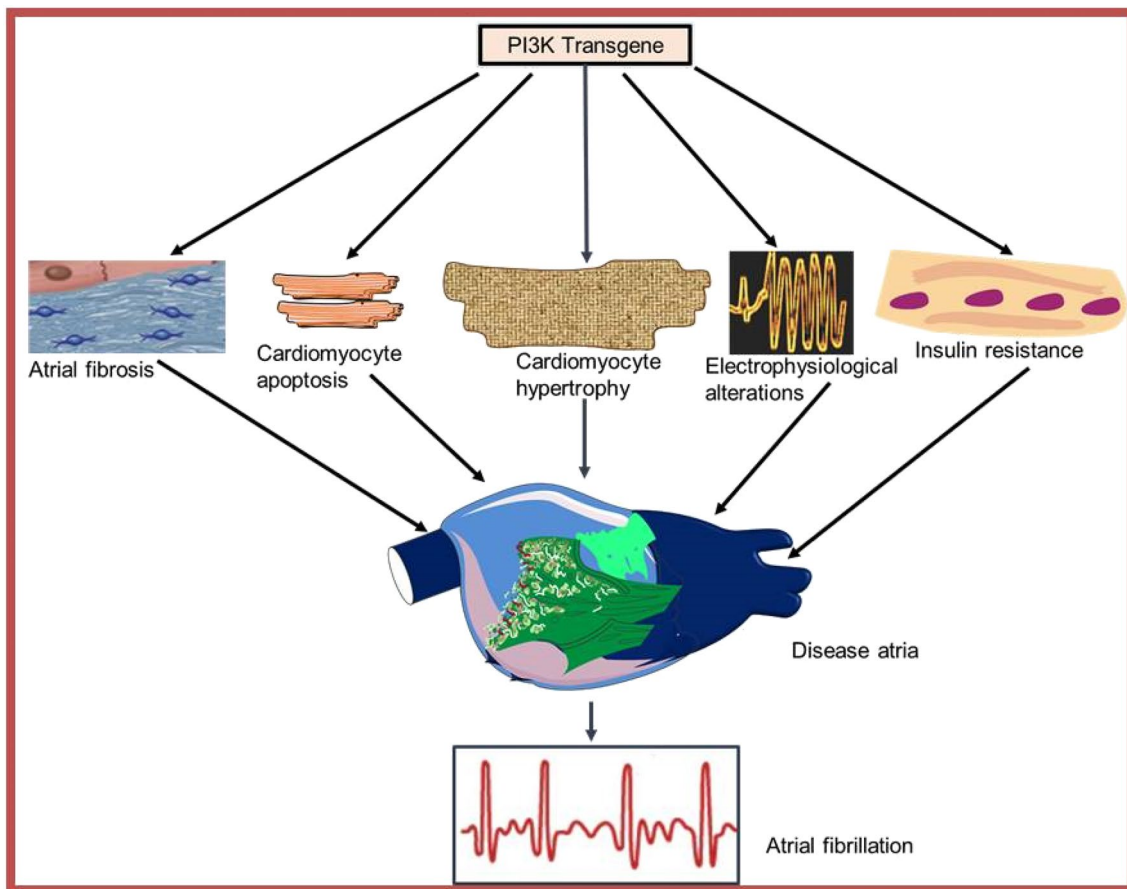 PI3K Transgene
Atrial fibrosis
Cardiomyocyte
apoptosis
Cardiomyocyte
hypertrophy
Electrophysiological
alterations
Insulin resistance
Disease atria
Atrial fibrillation